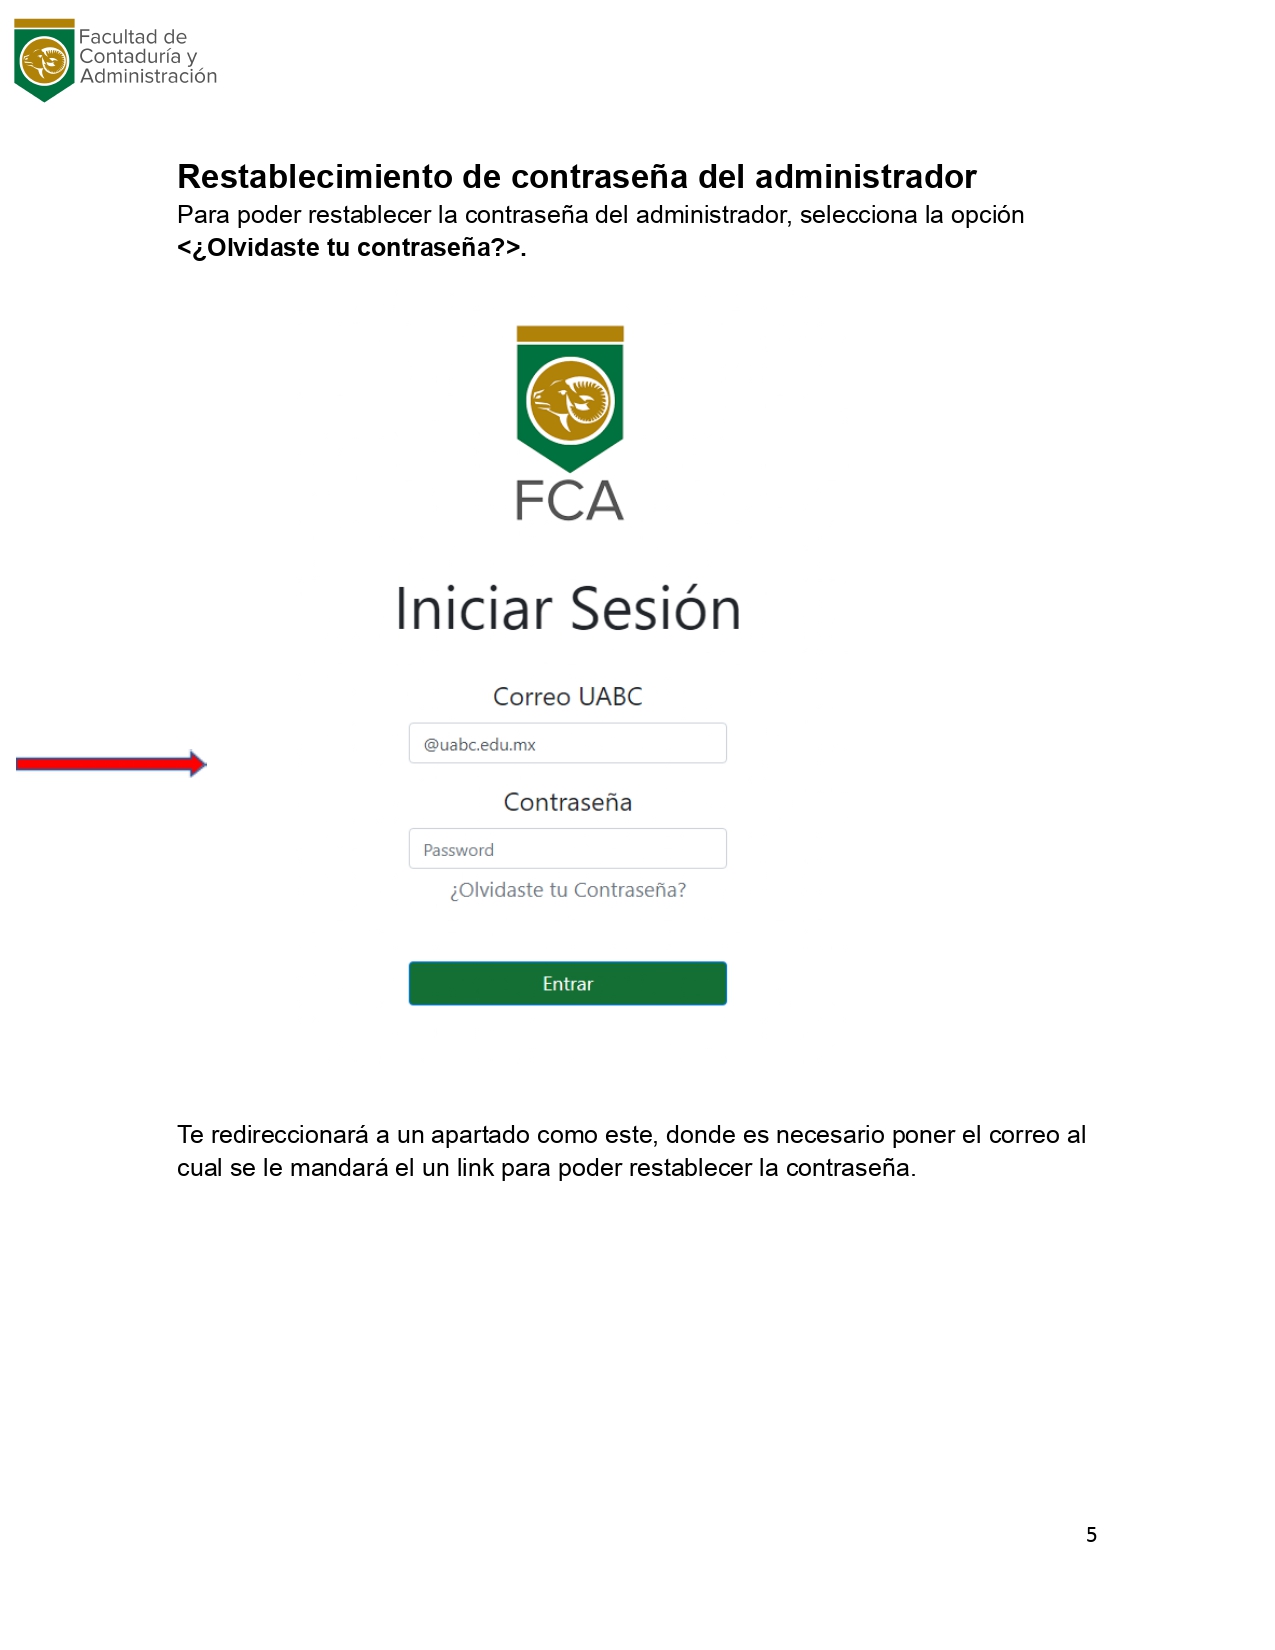 Facultad de
Contaduría y
Administración
Restablecimiento de contraseña del administrador
Para poder restablecer la contraseña del administrador, selecciona la opción
<¿Olvidaste tu contraseña?>.
FCA
Iniciar Sesión
Correo UABC
@uabc.edu.mx
Contraseña
Password
¿Olvidaste tu Contraseña?
Entrar
Te redireccionará a un apartado como este, donde es necesario poner el correo al
cual se le mandará el un link para poder restablecer la contraseña.
5